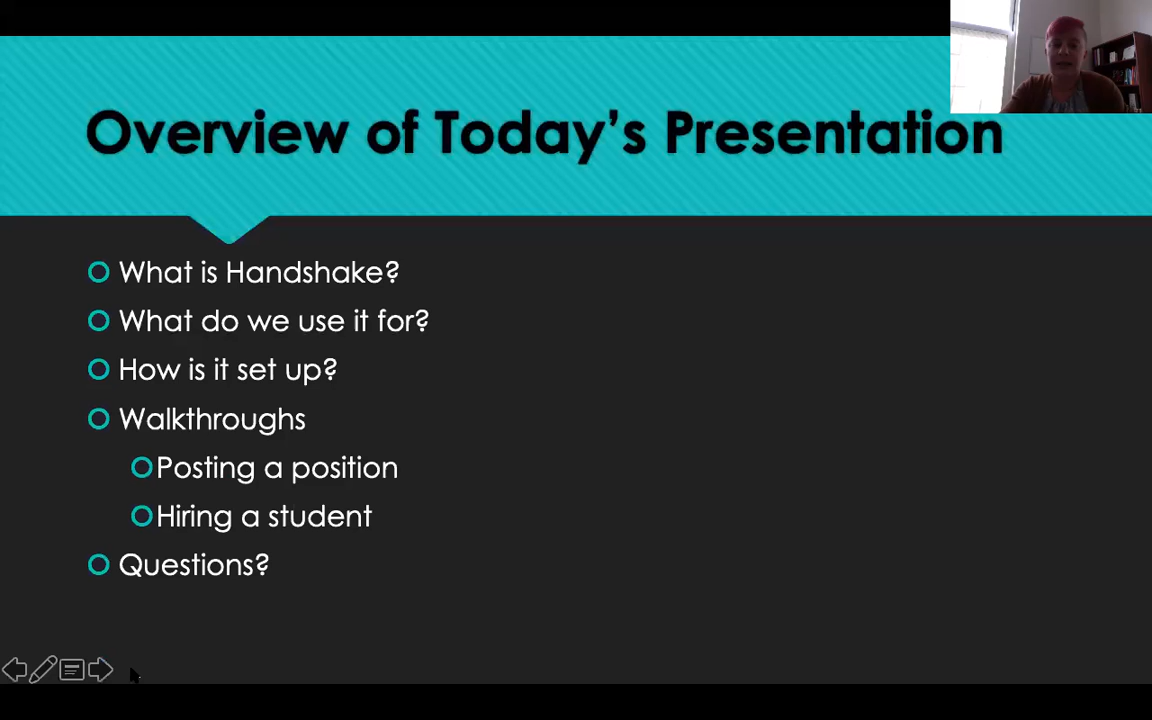 Overview of Today's Presentation
What is Handshake?
What do we use it for?
How is it set up?
Walkthroughs
Posting a position
Hiring a student
Questions?